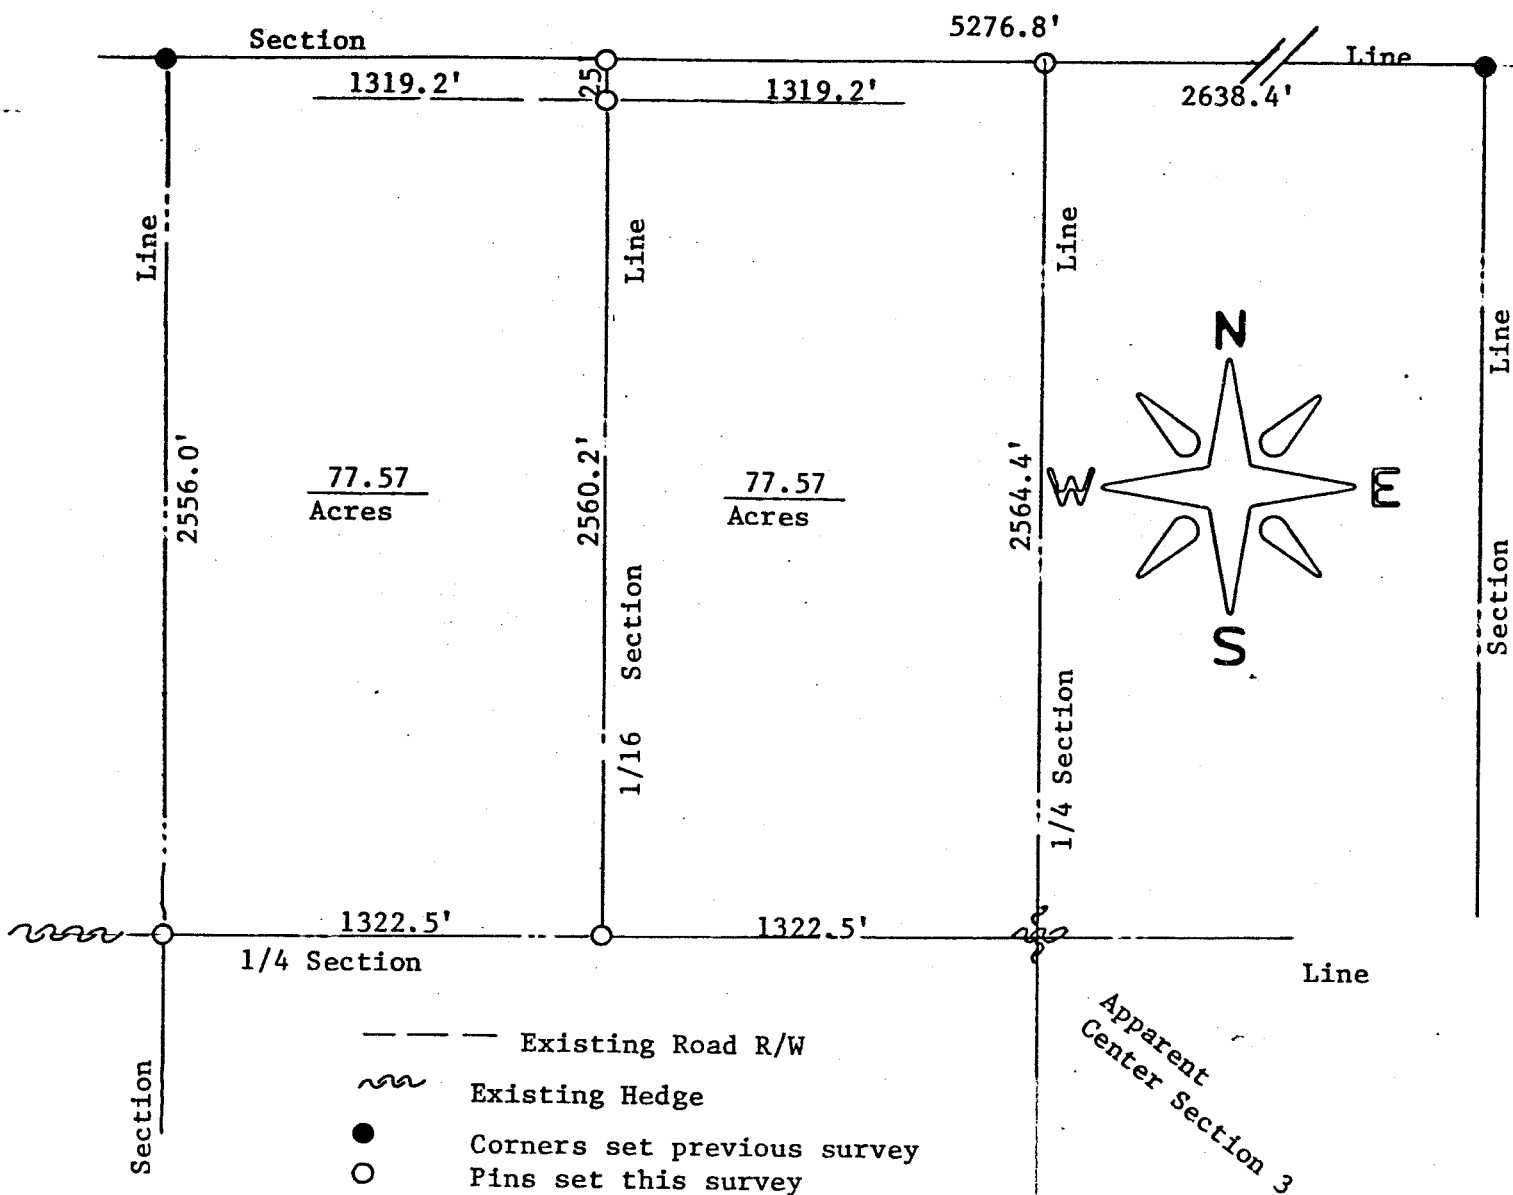 5276.8'
Section
Line
1319.2'
25
1319.2'
2638.4'
Line
Line
Line
Line
N
W
E
S
2556.0'
77.57
Acres
2560.2'
77.57
Acres
2564.4'
Section
1/16 Section
1/4 Section
1322.5'
1322.5'
1/4 Section
Line
Section
Apparent
Center Section 3
Existing Road R/W
Existing Hedge
Corners set previous survey
Pins set this survey